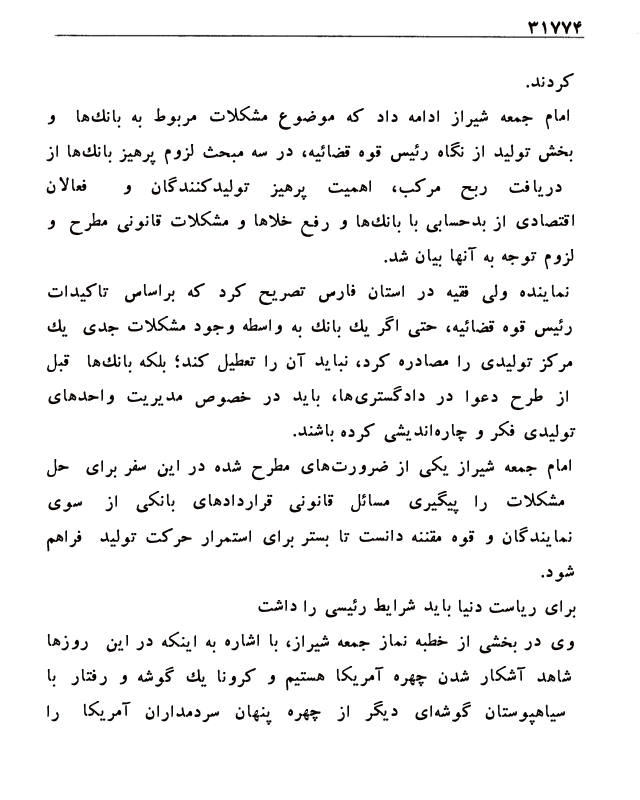 ۳۱۷۷۴
کردند.
امام جمعه شیراز ادامه داد که موضوع مشکلات مربوط به بانك‌ها و
بخش تولید از نگاه رئیس قوه قضائیه، در سه مبحث لزوم پرهیز بانك‌ها از
دریافت ربح مرکب، اهمیت پرهیز تولیدکنندگان و فعالان
اقتصادی از بدحسابی با بانك‌ها و رفع خلاها و مشکلات قانونی مطرح و
لزوم توجه به آنها بیان شد.
نماینده ولی فقیه در استان فارس تصریح کرد که براساس تاکیدات
رئیس قوه قضائیه، حتی اگر یك بانك به واسطه وجود مشکلات جدی یك
مرکز تولیدی را مصادره کرد، نباید آن را تعطیل کند؛ بلکه بانك‌ها قبل
از طرح دعوا در دادگستری‌ها، باید در خصوص مدیریت واحدهای
تولیدی فکر و چاره‌اندیشی کرده باشند.
امام جمعه شیراز یکی از ضرورت‌های مطرح شده در این سفر برای حل
مشکلات را پیگیری مسائل قانونی قراردادهای بانکی از سوی
نمایندگان و قوه مقننه دانست تا بستر برای استمرار حرکت تولید فراهم
شود.
برای ریاست دنیا باید شرایط رئیسی را داشت
وی در بخشی از خطبه نماز جمعه شیراز، با اشاره به اینکه در این روزها
شاهد آشکار شدن چهره آمریکا هستیم و کرونا یك گوشه و رفتار با
سیاهپوستان گوشه‌ای دیگر از چهره پنهان سردمداران آمریکا را